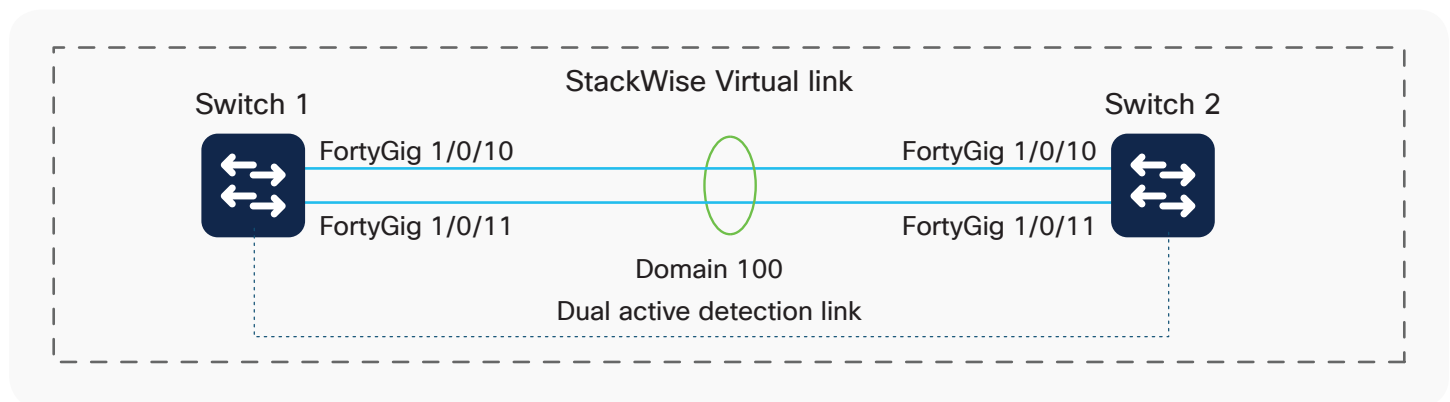 StackWise Virtual link
Switch 1
Switch 2
FortyGig 1/0/10
FortyGig 1/0/10
FortyGig 1/0/11
FortyGig 1/0/11
Domain 100
Dual active detection link